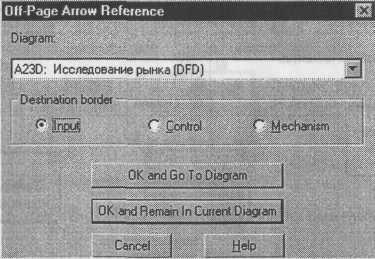 Off-Page Arrow Reference
Diagram:
A23D: Исследование рынка (DFD)
Destination border
Input Control Mechanism
OK and Go To Diagram
OK and Remain In Current Diagram
Cancel Help